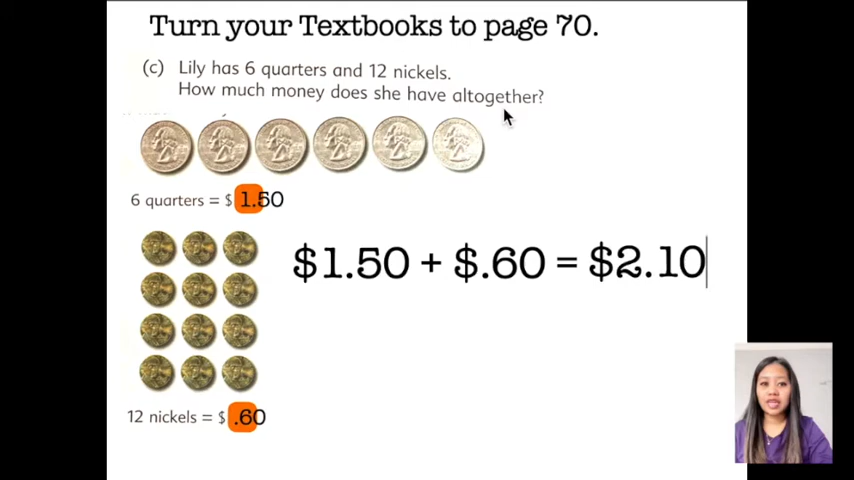 Turn your Textbooks to page 70.
(c) Lily has 6 quarters and 12 nickels.
How much money does she have altogether?
6 quarters = $ 1.50
$1.50 + $.60 = $2.10
12 nickels = $ .60